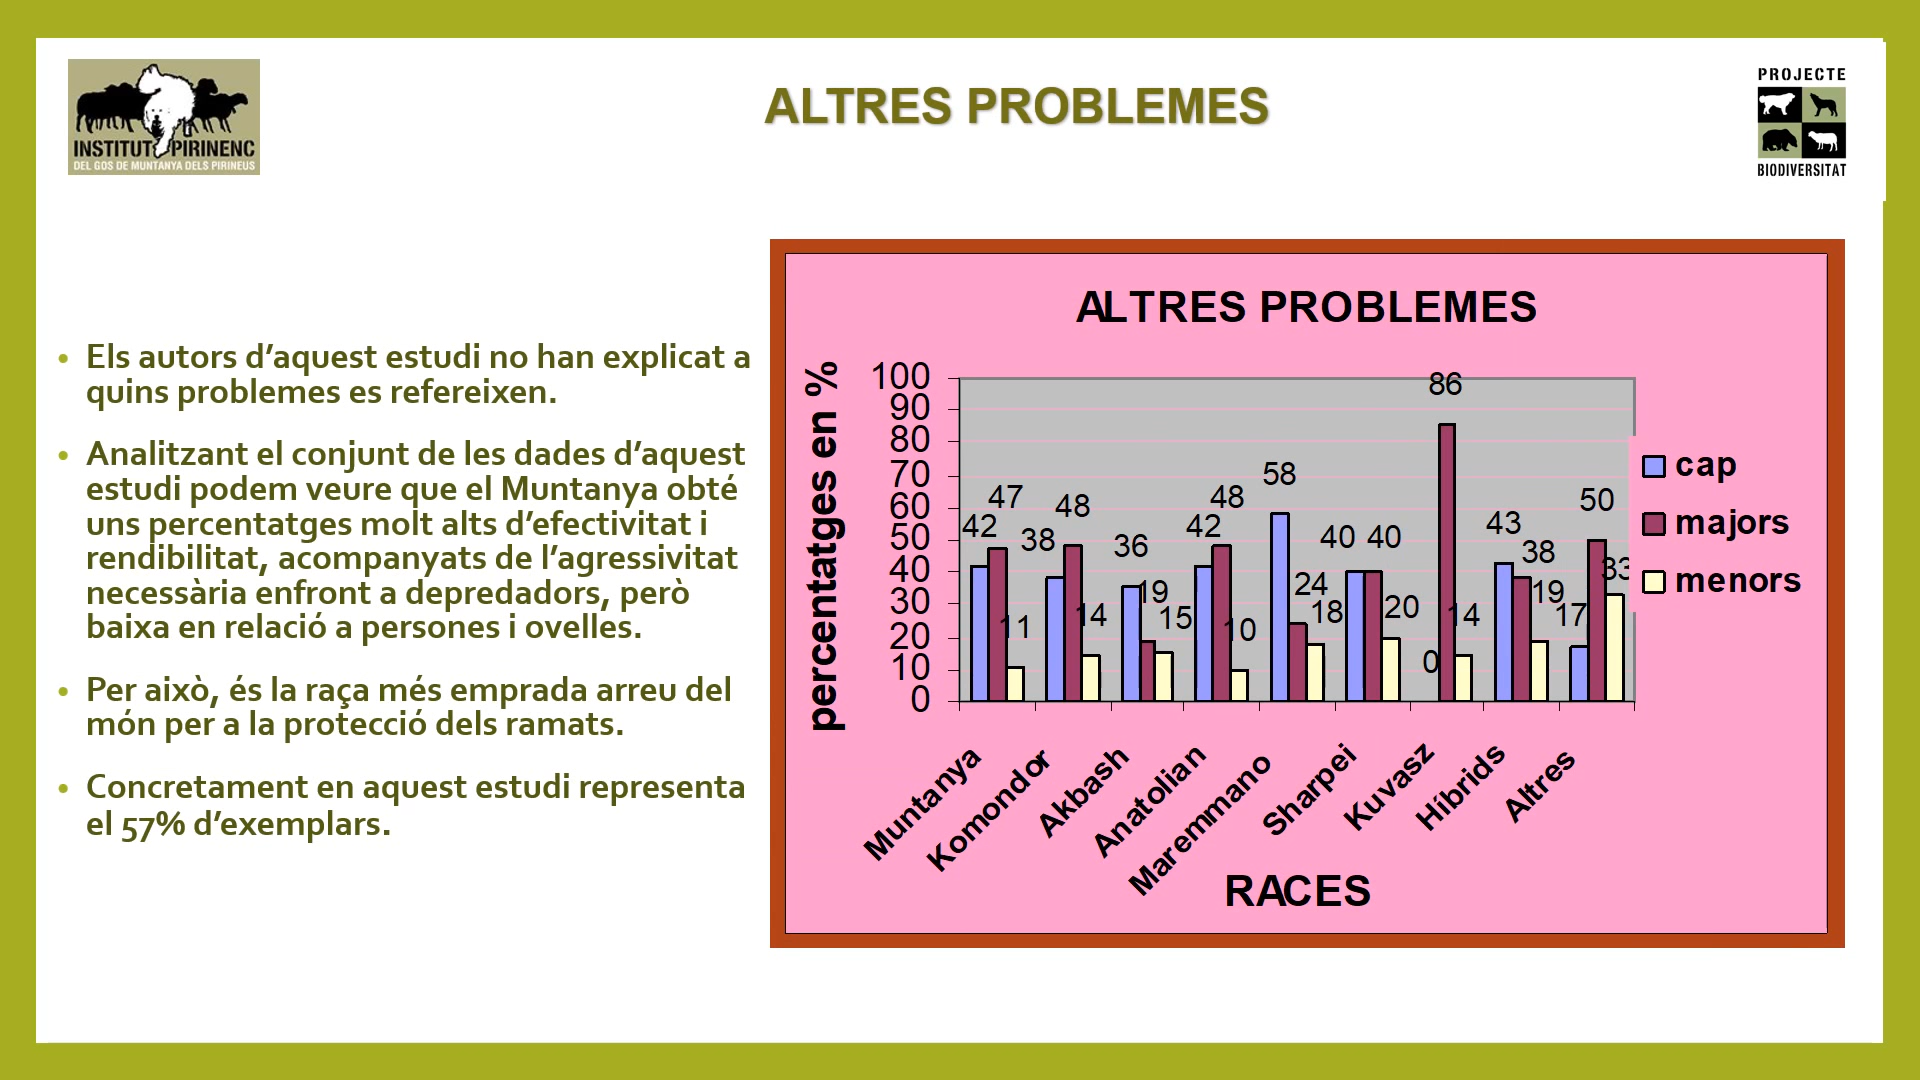 INSTITUT PIRINENC
DEL GOS DE MUNTANYA DELS PIRINEUS
ALTRES PROBLEMES
PROJECTE
BIODIVERSITAT
• Els autors d’aquest estudi no han explicat a
quins problemes es refereixen.
• Analitzant el conjunt de les dades d’aquest
estudi podem veure que el Muntanya obté
uns percentatges molt alts d’efectivitat i
rendibilitat, acompanyats de l’agressivitat
necessària enfront a depredadors, però
baixa en relació a persones i ovelles.
• Per això, és la raça més emprada arreu del
món per a la protecció dels ramats.
• Concretament en aquest estudi representa
el 57% d’exemplars.
ALTRES PROBLEMES
percentatges en %
100
90
80
70
60
50
40
30
20
10
0
42 47 11
38 48 14
36 19 15
42 48 10
58 24 18
40 40 20
0 86 14
43 38 19
17 50 33
cap
majors
menors
Muntanya
Komondor
Akbash
Anatolian
Maremmano
Sharpei
Kuvasz
Híbrids
Altres
RACES